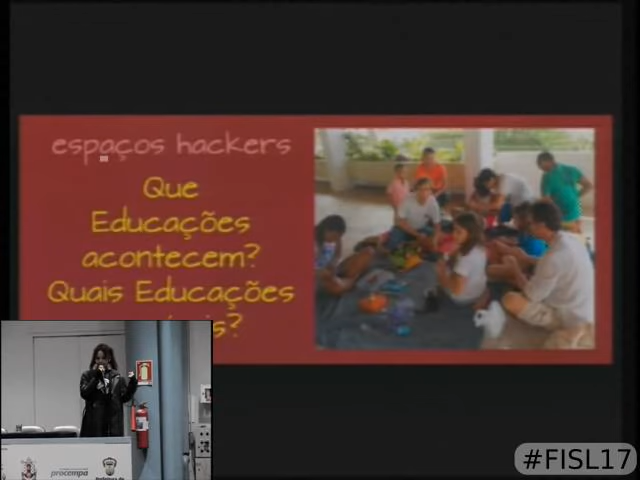 espaços hackers
Que
Educações
acontecem?
Quais Educações
procempa
#FISL17